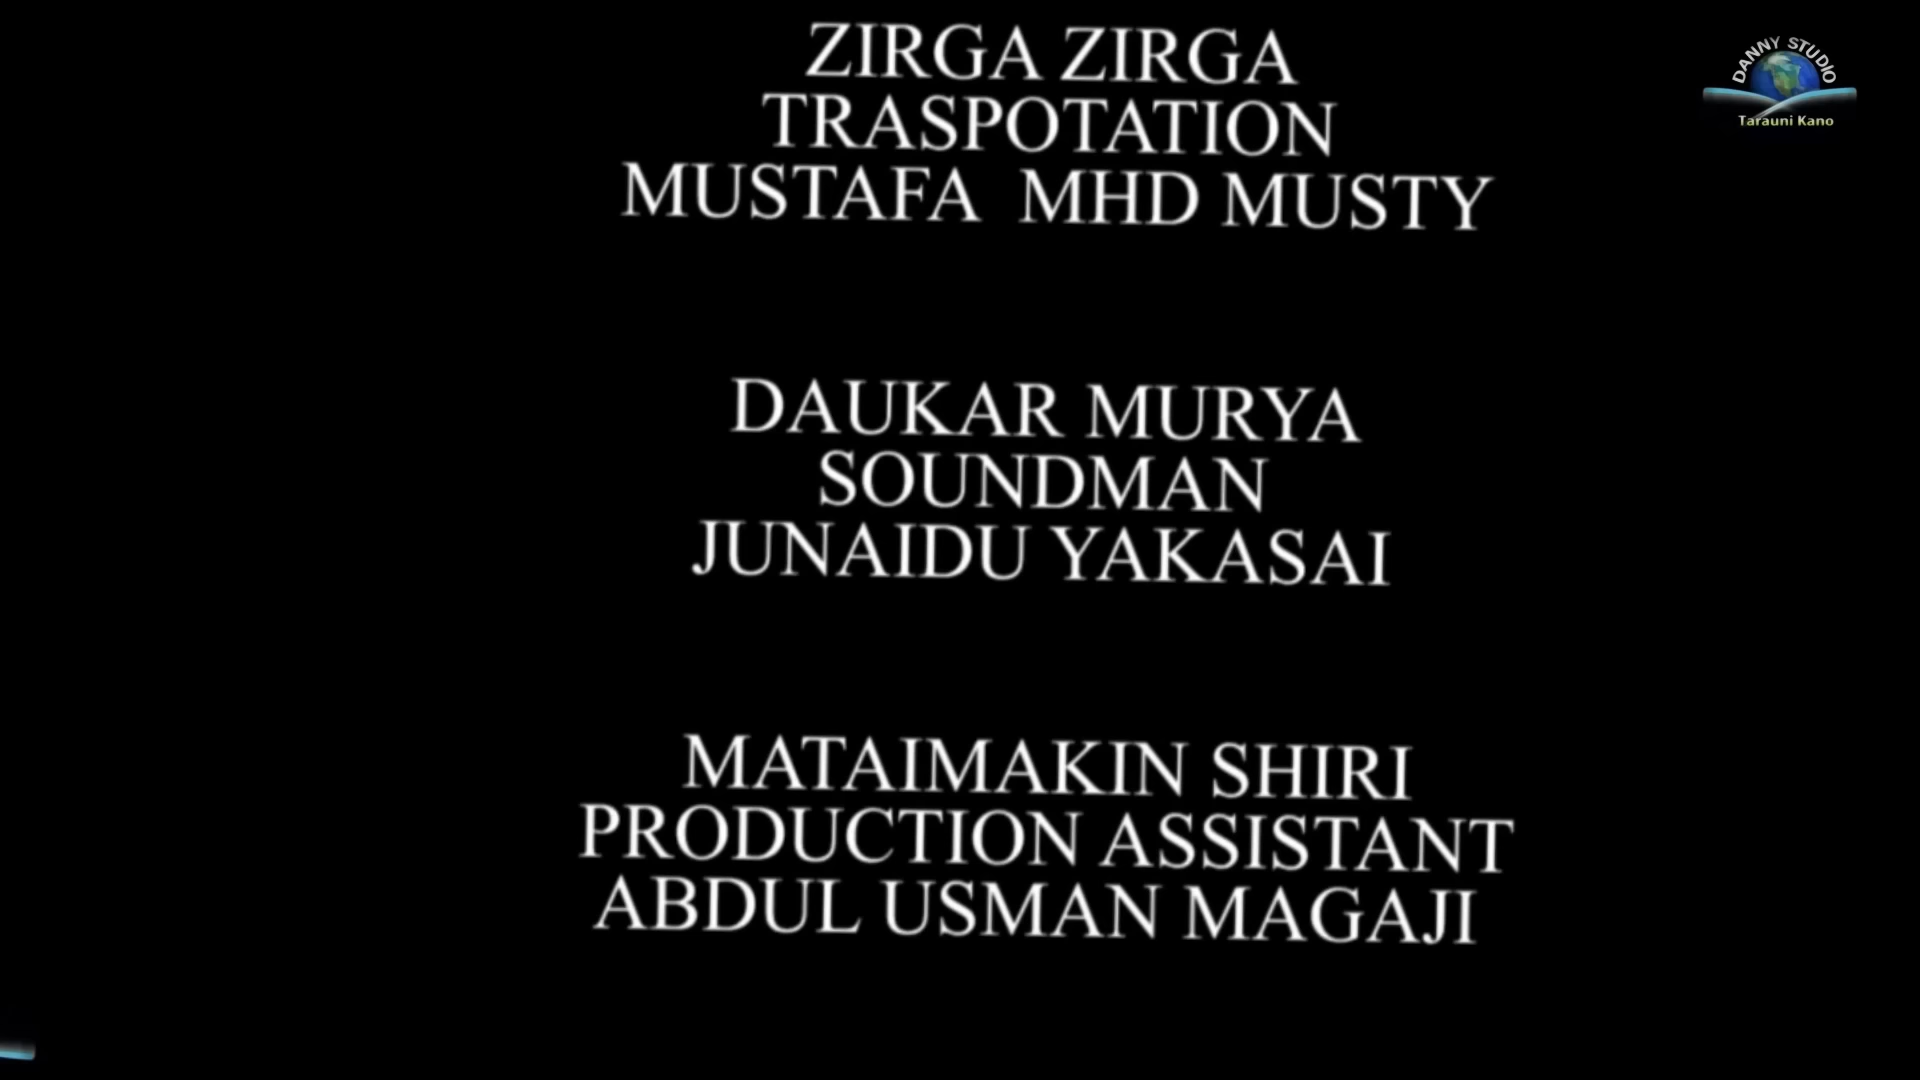 ZIRGA ZIRGA
TRASPOTATION
MUSTAFA  MHD MUSTY
DAUKAR MURYA
SOUNDMAN
JUNAIDU YAKASAI
MATAIMAKIN SHIRI
PRODUCTION ASSISTANT
ABDUL USMAN MAGAJI
DANNY STUDIO
Tarauni Kano